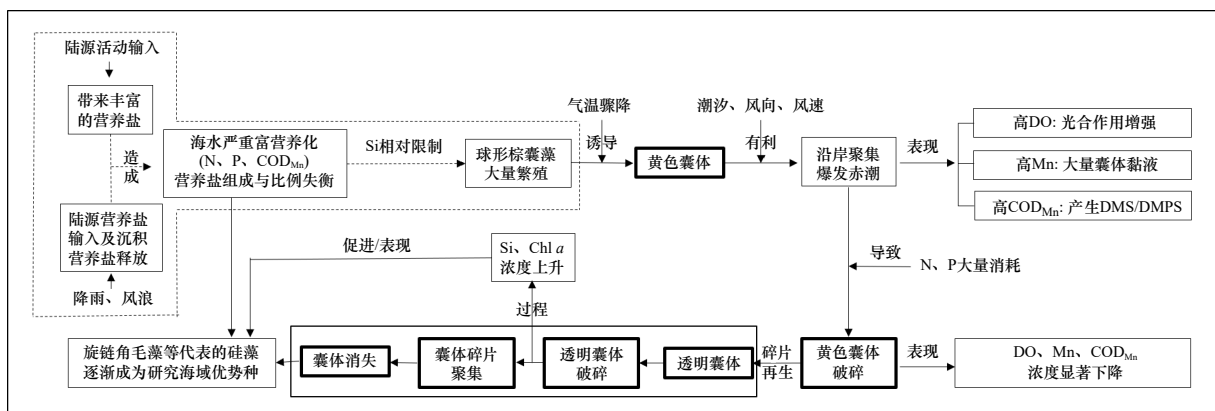 陆源活动输入
带来丰富
的营养盐
造
成
陆源营养盐
输入及沉积
营养盐释放
降雨、风浪
海水严重富营养化
(N、P、CODMn)
营养盐组成与比例失衡
Si相对限制
球形棕囊藻
大量繁殖
气温骤降
诱导
黄色囊体
潮汐、风向、风速
有利
沿岸聚集
爆发赤潮
表现
高DO: 光合作用增强
高Mn: 大量囊体黏液
高CODMn: 产生DMS/DMPS
导致
N、P大量消耗
促进/表现
Si、Chl a
浓度上升
过程
旋链角毛藻等代表的硅藻
逐渐成为研究海域优势种
囊体消失
囊体碎片
聚集
透明囊体
破碎
透明囊体
碎片
再生
黄色囊体
破碎
表现
DO、Mn、CODMn
浓度显著下降